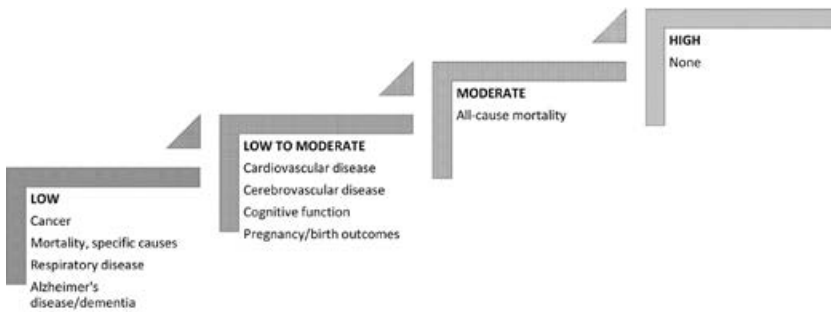 LOW
Cancer
Mortality, specific causes
Respiratory disease
Alzheimer's
disease/dementia
LOW TO MODERATE
Cardiovascular disease
Cerebrovascular disease
Cognitive function
Pregnancy/birth outcomes
MODERATE
All-cause mortality
HIGH
None